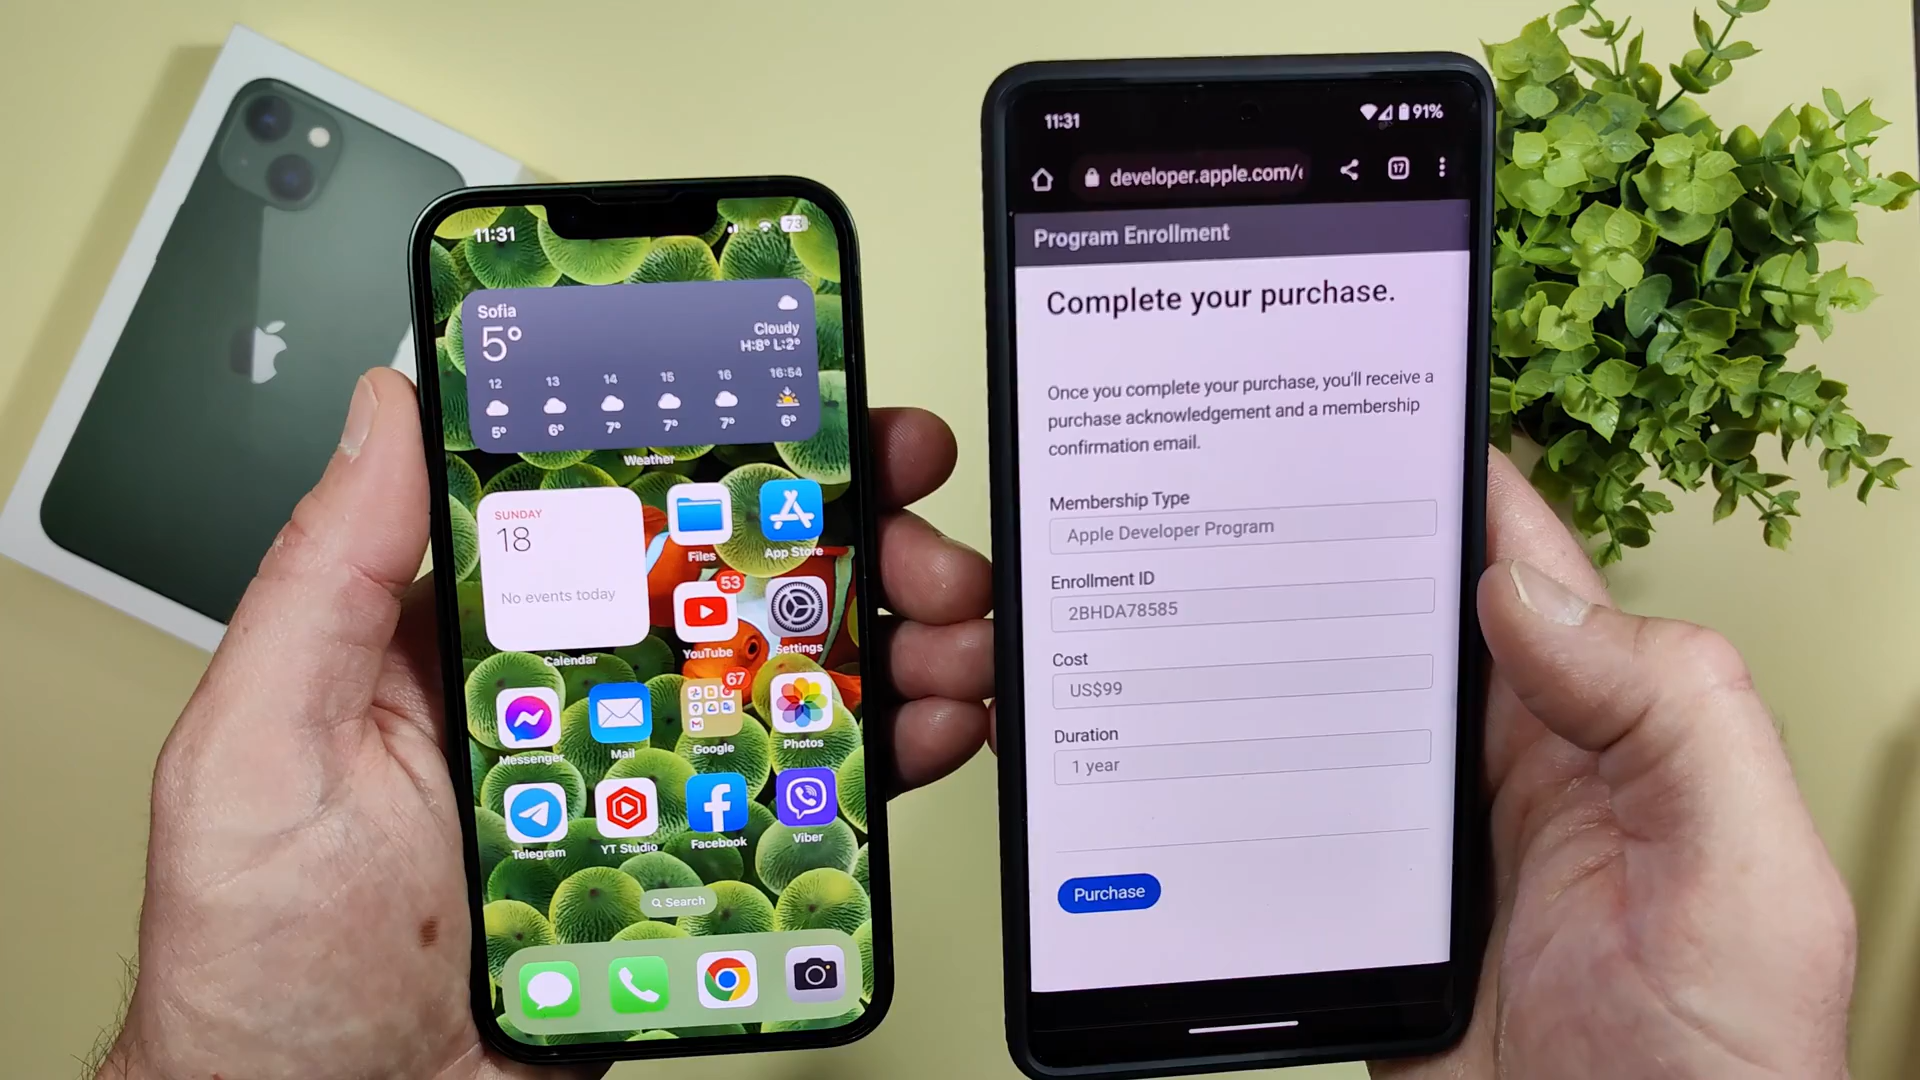 11:31
73
Sofia
5°
Cloudy
H:8° L:2°
12 13 14 15 16 16:54
5° 6° 7° 7° 7° 6°
Weather
SUNDAY
18
No events today
Calendar
Files
App Store
53
YouTube
Settings
67
Messenger
Mail
Google
Photos
Telegram
YT Studio
Facebook
Viber
Search
11:31
91%
developer.apple.com/
17
Program Enrollment
Complete your purchase.
Once you complete your purchase, you'll receive a
purchase acknowledgement and a membership
confirmation email.
Membership Type
Apple Developer Program
Enrollment ID
2BHDA78585
Cost
US$99
Duration
1 year
Purchase